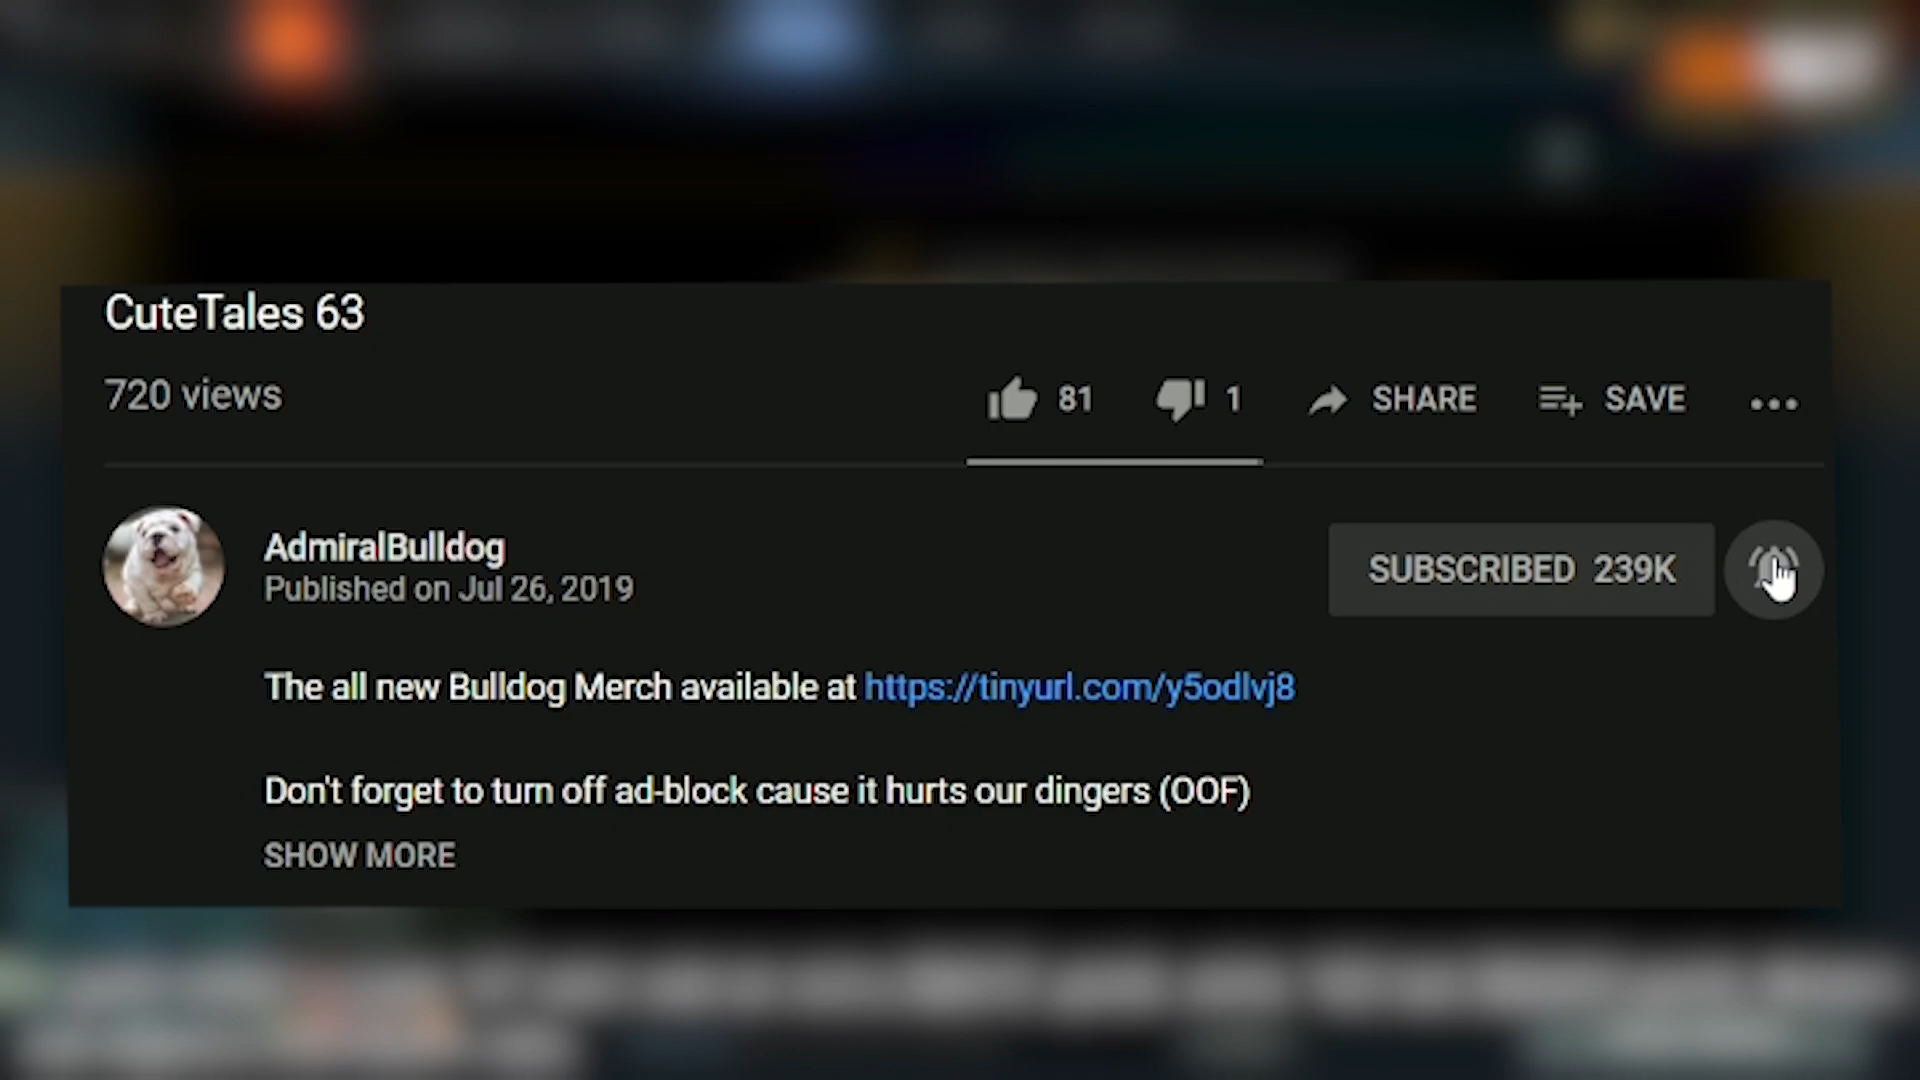 CuteTales 63
720 views
81
1
SHARE
SAVE
AdmiralBulldog
Published on Jul 26, 2019
SUBSCRIBED 239K
The all new Bulldog Merch available at https://tinyurl.com/y5odlvj8
Don't forget to turn off ad-block cause it hurts our dingers (OOF)
SHOW MORE